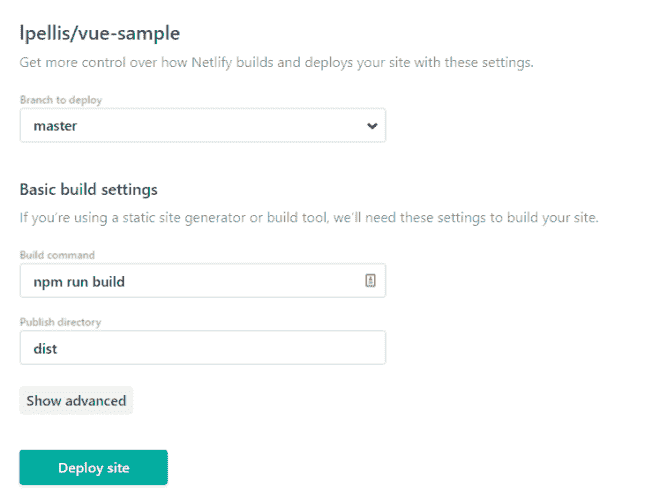 lpellis/vue-sample
Get more control over how Netlify builds and deploys your site with these settings.
Branch to deploy
master
Basic build settings
If you're using a static site generator or build tool, we'll need these settings to build your site.
Build command
npm run build
Publish directory
dist
Show advanced
Deploy site